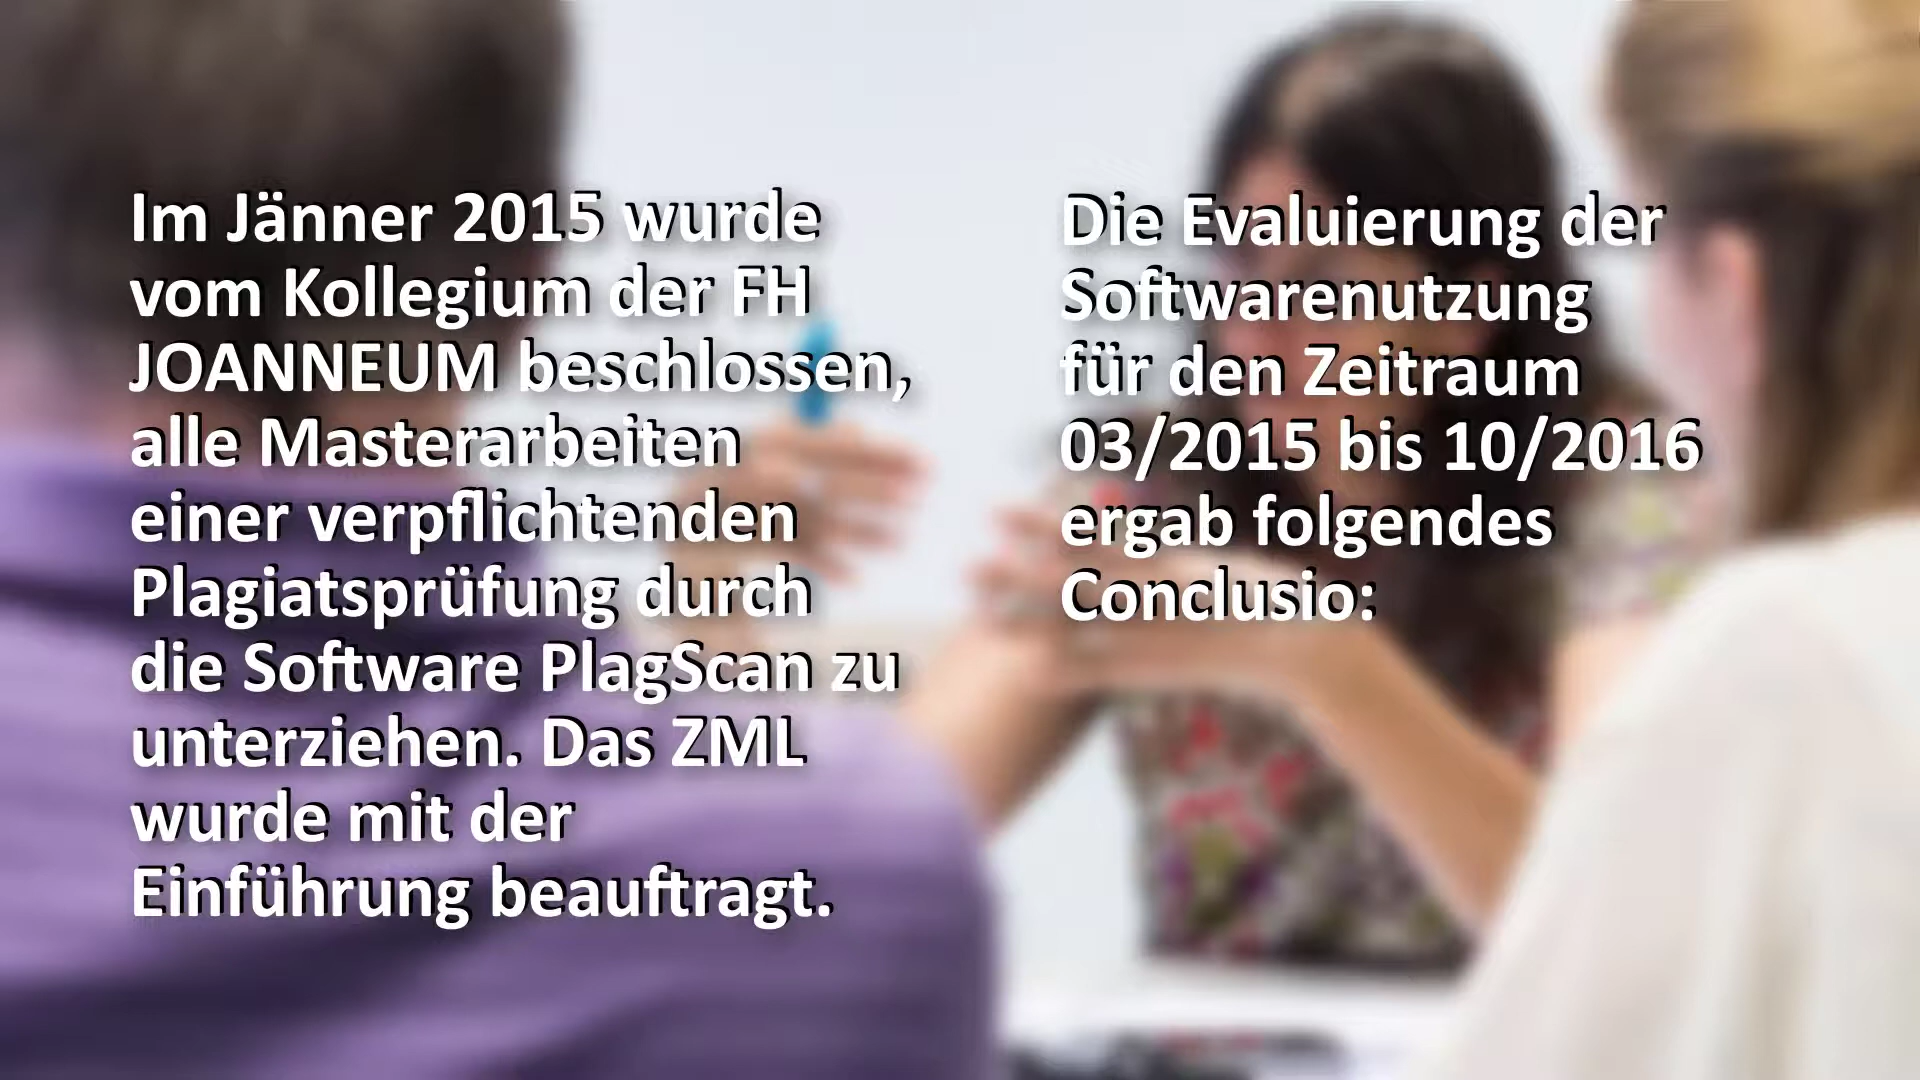 Im Jänner 2015 wurde
vom Kollegium der FH
JOANNEUM beschlossen,
alle Masterarbeiten
einer verpflichtenden
Plagiatsprüfung durch
die Software PlagScan zu
unterziehen. Das ZML
wurde mit der
Einführung beauftragt.
Die Evaluierung der
Softwarenutzung
für den Zeitraum
03/2015 bis 10/2016
ergab folgendes
Conclusio: